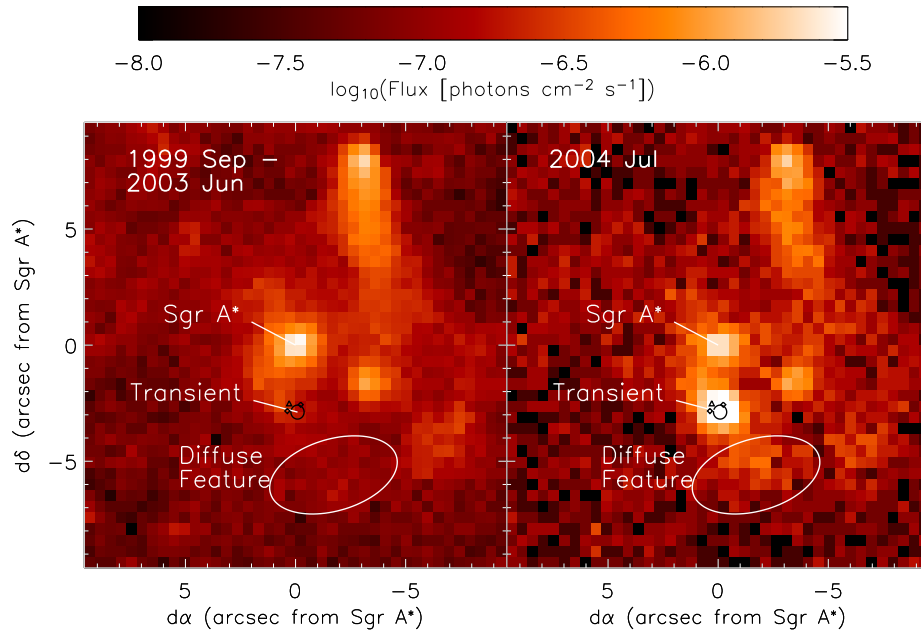 −8.0 −7.5 −7.0 −6.5 −6.0 −5.5
log₁₀(Flux [photons cm⁻² s⁻¹])
1999 Sep −
2003 Jun
Sgr A*
Transient
Diffuse
Feature
2004 Jul
Sgr A*
Transient
Diffuse
Feature
5
0
−5
dδ (arcsec from Sgr A*)
5 0 −5
dα (arcsec from Sgr A*)
5 0 −5
dα (arcsec from Sgr A*)